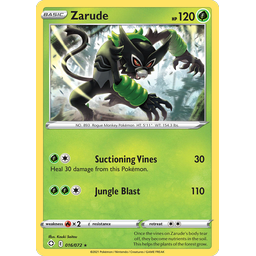 BASIC Zarude HP 120
NO. 893 Rogue Monkey Pokémon HT: 5'11" WT: 154.3 lbs.
Suctioning Vines 30
Heal 30 damage from this Pokémon.
Jungle Blast 110
weakness ×2 resistance retreat
Illus. Kouki Saitou
Once the vines on Zarude's body tear
off, they become nutrients in the soil.
This helps the plants of the forest grow.
016/072 ★
©2021 Pokémon / Nintendo / Creatures / GAME FREAK